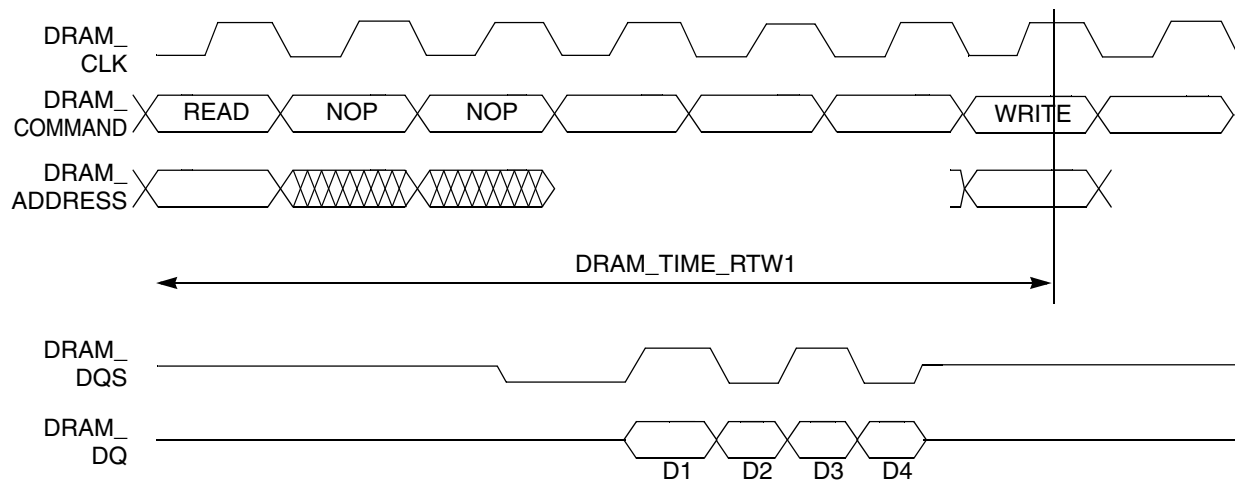 DRAM_
CLK
DRAM_
COMMAND
READ
NOP
NOP
WRITE
DRAM_
ADDRESS
DRAM_TIME_RTW1
DRAM_
DQS
DRAM_
DQ
D1
D2
D3
D4